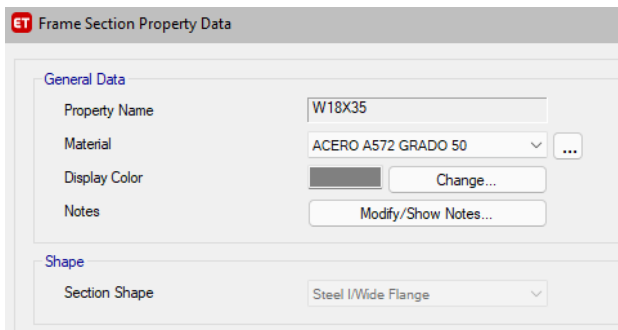 ET Frame Section Property Data
General Data
Property Name W18X35
Material ACERO A572 GRADO 50 ...
Display Color Change...
Notes Modify/Show Notes...
Shape
Section Shape Steel I/Wide Flange